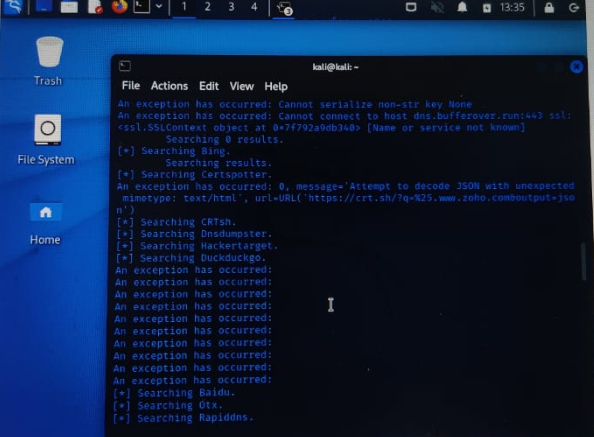 1 2 3 4
13:35
Trash
File System
Home
kali@kali: ~
File Actions Edit View Help
An exception has occurred: Cannot serialize non-str key None
An exception has occurred: Cannot connect to host dns.bufferover.run:443 ssl:
<ssl.SSLContext object at 0×7f792a9db340> [Name or service not known]
Searching 0 results.
[*] Searching Bing.
Searching results.
[*] Searching Certspotter.
An exception has occurred: 0, message='Attempt to decode JSON with unexpected
mimetype: text/html', url=URL('https://crt.sh/?q=%25.www.zoho.com&output=jso
n')
[*] Searching CRTsh.
[*] Searching Dnsdumpster.
[*] Searching Hackertarget.
[*] Searching Duckduckgo.
An exception has occurred:
An exception has occurred:
An exception has occurred:
An exception has occurred:
An exception has occurred:
An exception has occurred:
An exception has occurred:
An exception has occurred:
An exception has occurred:
An exception has occurred:
[*] Searching Baidu.
[*] Searching Otx.
[*] Searching Rapiddns.